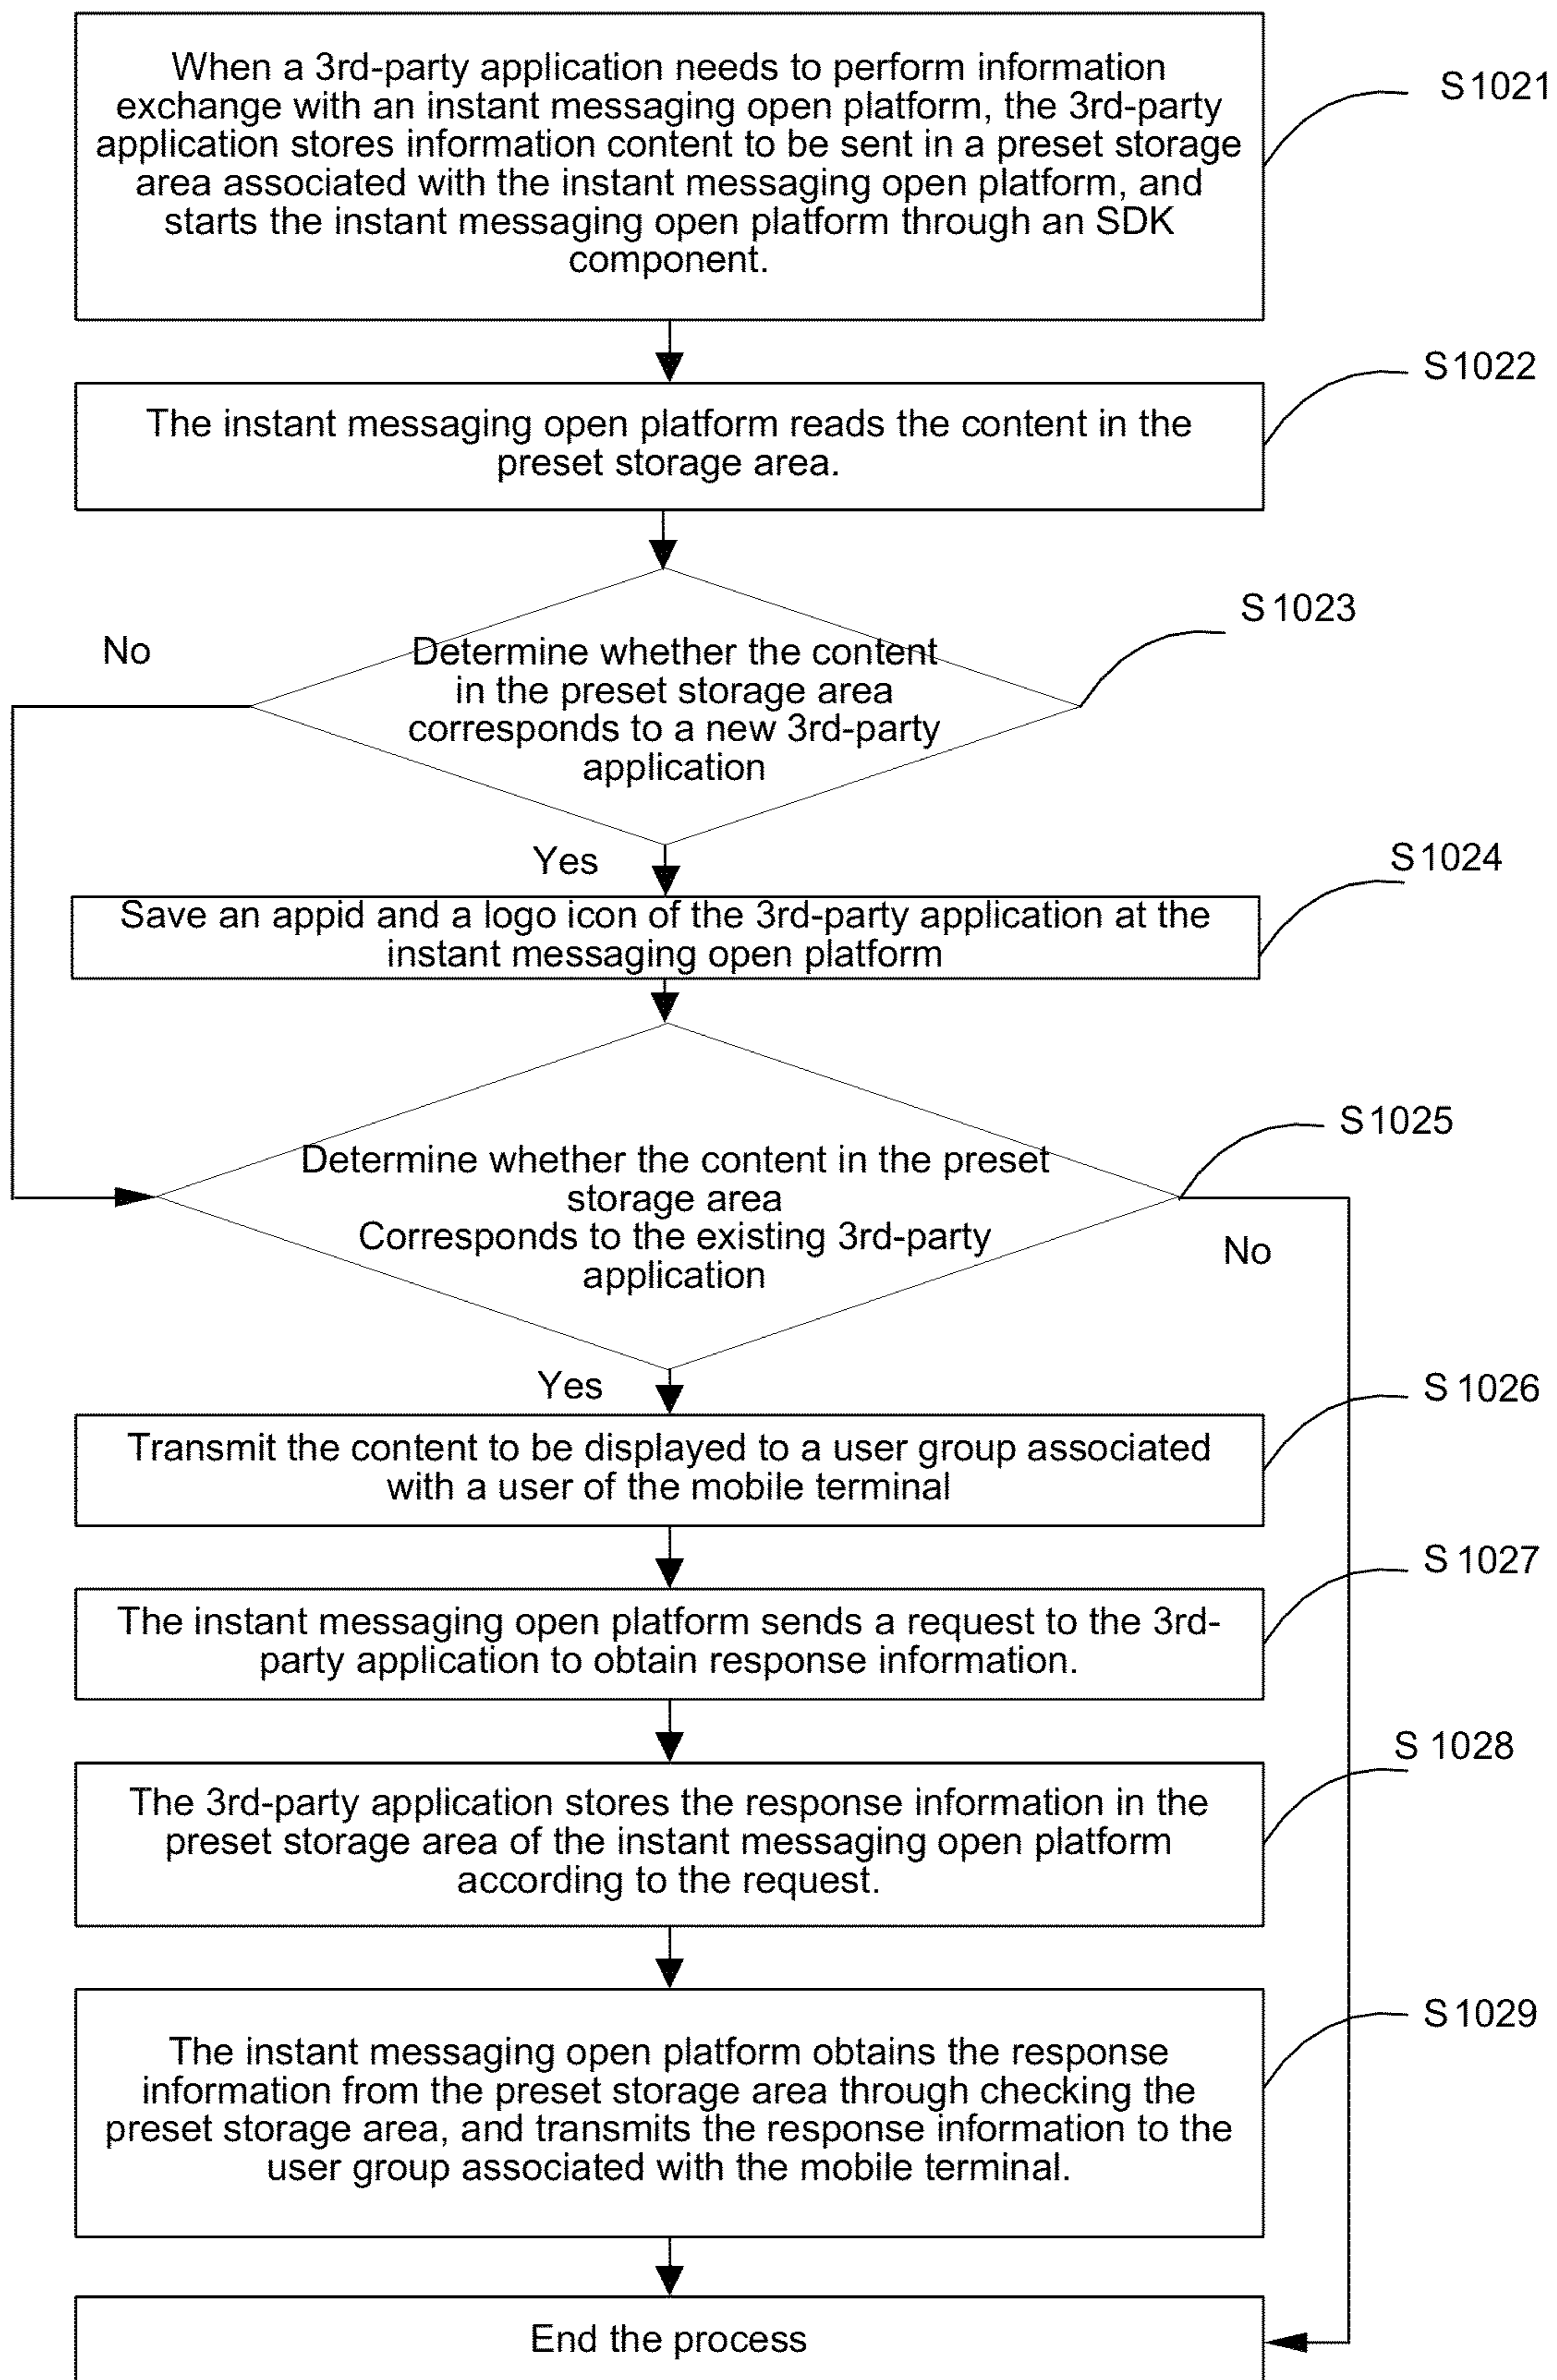 When a 3rd-party application needs to perform information
exchange with an instant messaging open platform, the 3rd-party
application stores information content to be sent in a preset storage
area associated with the instant messaging open platform, and
starts the instant messaging open platform through an SDK
component.
S1021
The instant messaging open platform reads the content in the
preset storage area.
S1022
Determine whether the content
in the preset storage area
corresponds to a new 3rd-party
application
S1023
No
Yes
Save an appid and a logo icon of the 3rd-party application at the
instant messaging open platform
S1024
Determine whether the content in the preset
storage area
Corresponds to the existing 3rd-party
application
S1025
No
Yes
Transmit the content to be displayed to a user group associated
with a user of the mobile terminal
S1026
The instant messaging open platform sends a request to the 3rd-
party application to obtain response information.
S1027
The 3rd-party application stores the response information in the
preset storage area of the instant messaging open platform
according to the request.
S1028
The instant messaging open platform obtains the response
information from the preset storage area through checking the
preset storage area, and transmits the response information to the
user group associated with the mobile terminal.
S1029
End the process